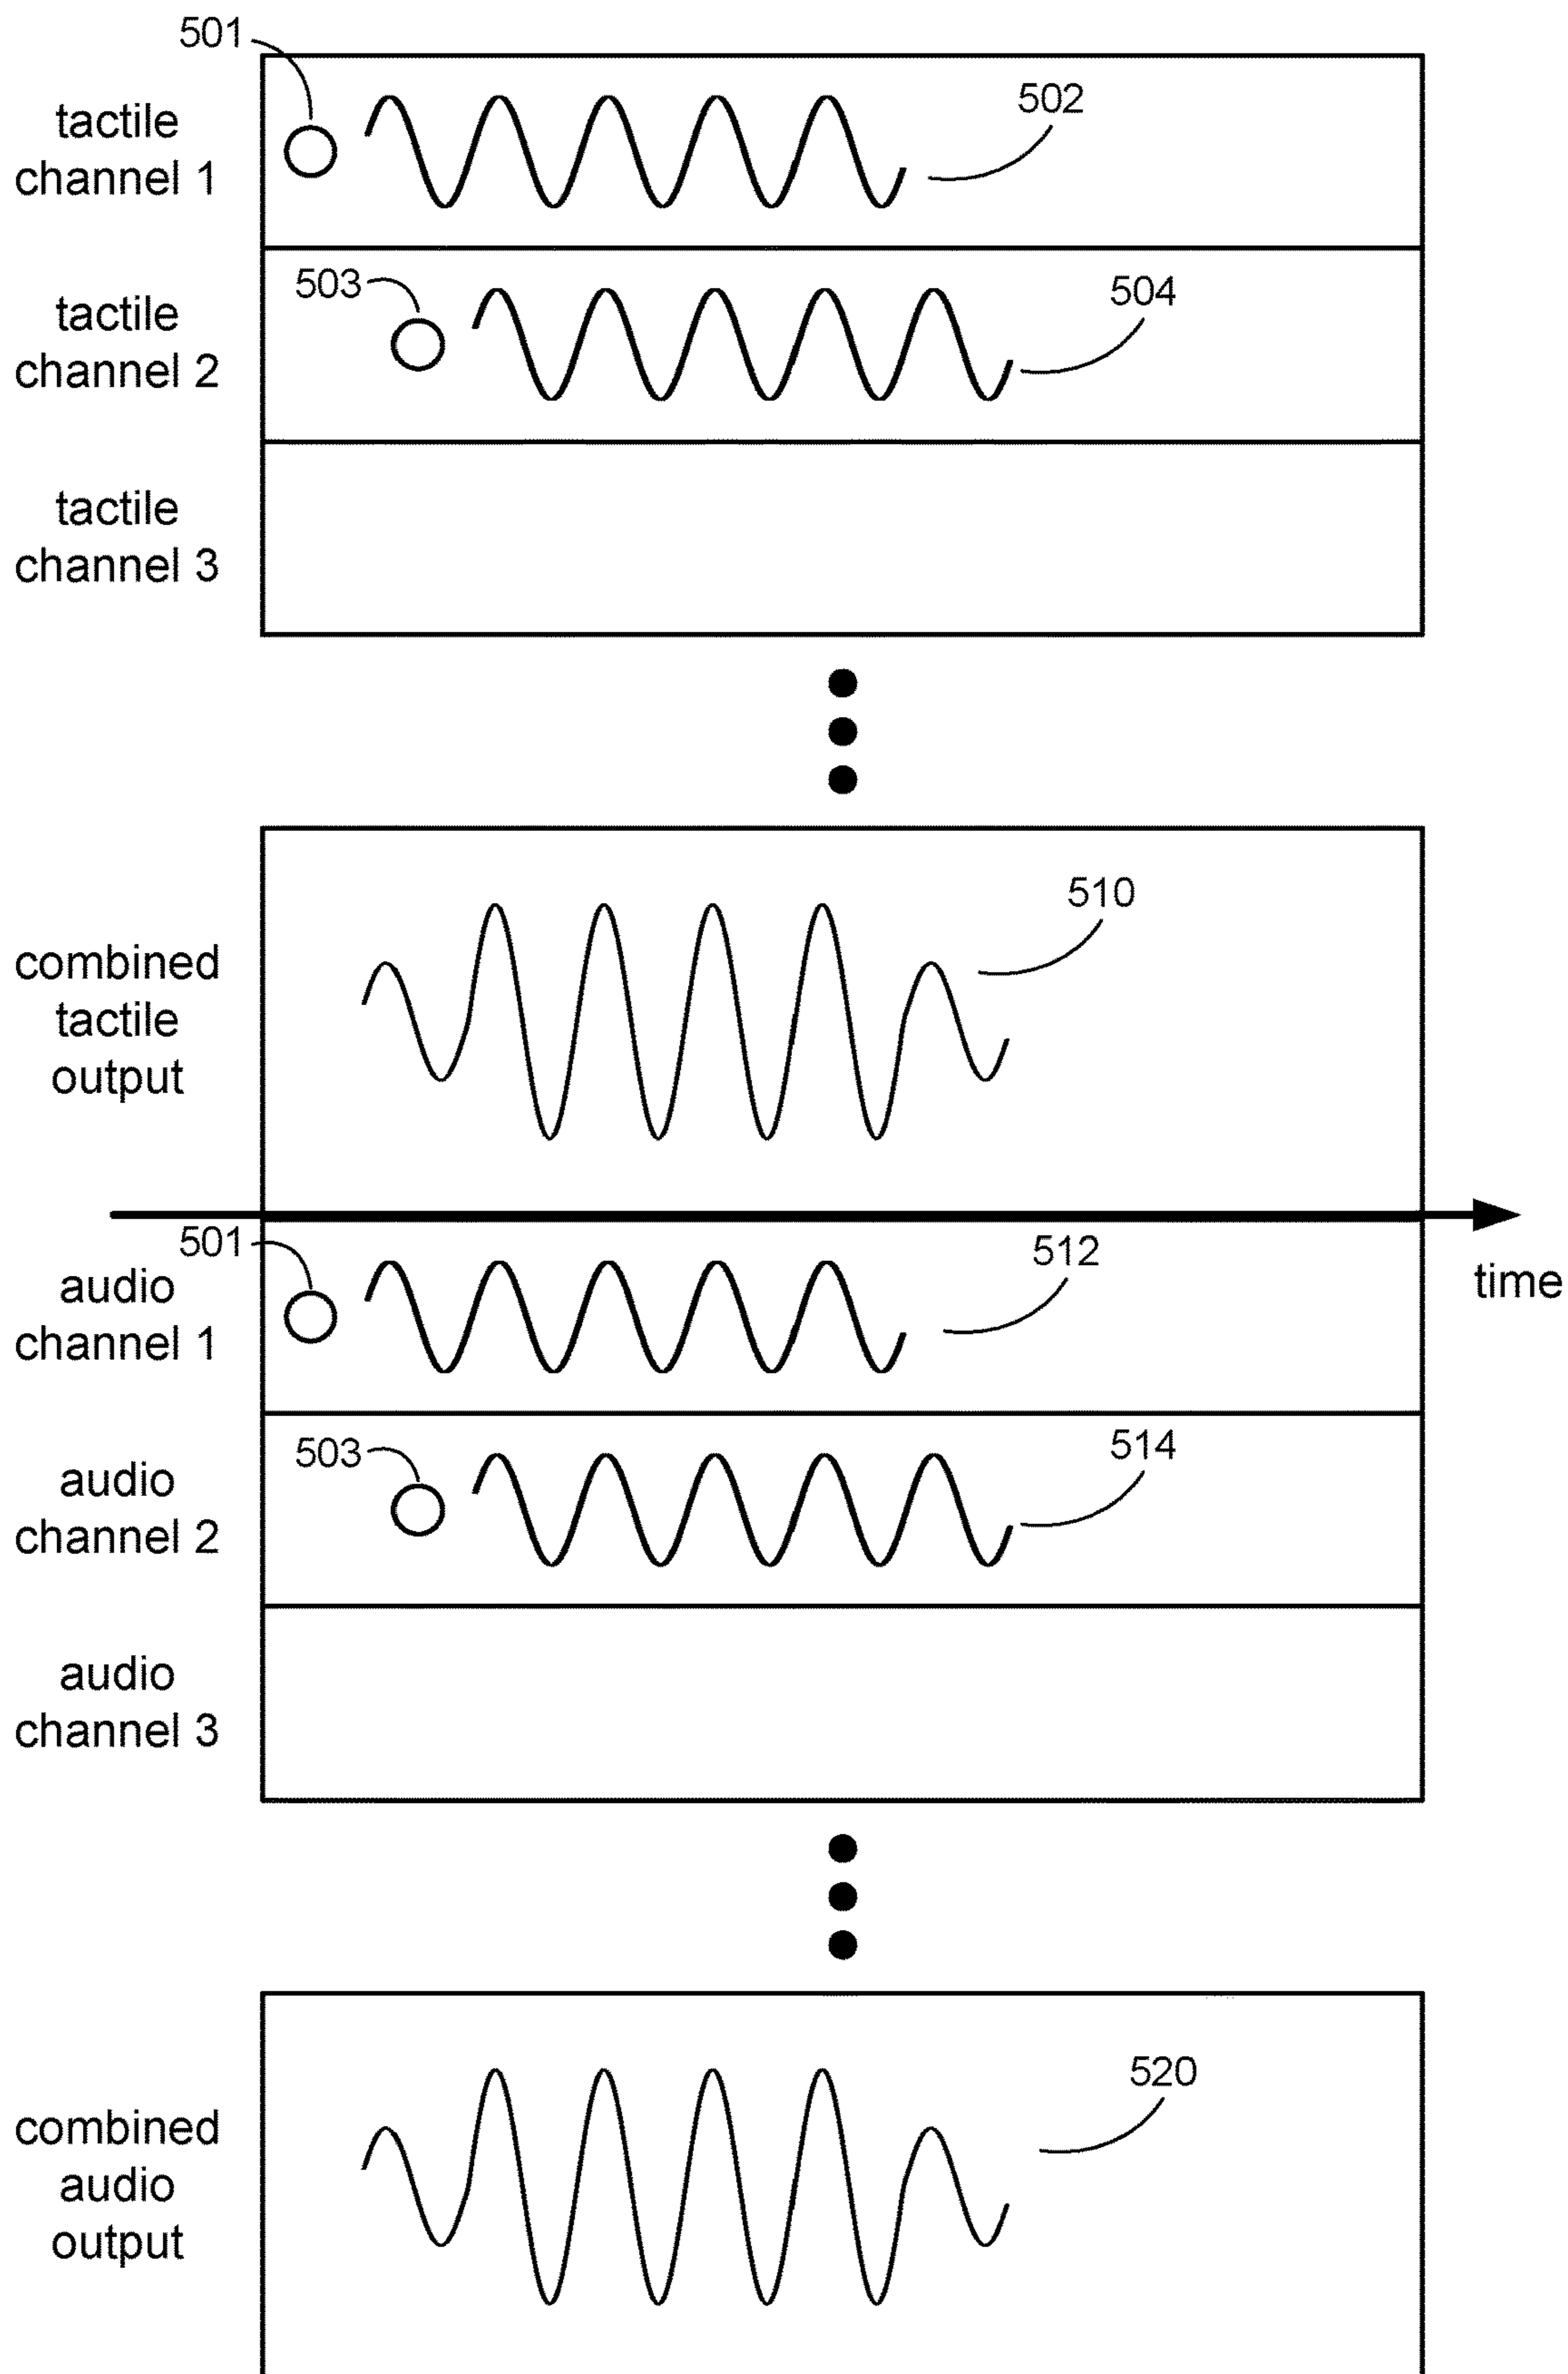 501
tactile
channel 1
502
tactile
channel 2
503
504
tactile
channel 3
combined
tactile
output
510
501
audio
channel 1
512
time
audio
channel 2
503
514
audio
channel 3
combined
audio
output
520